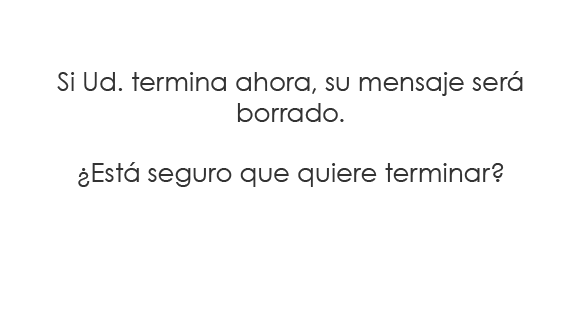 Si Ud. termina ahora, su mensaje será
borrado.
¿Está seguro que quiere terminar?